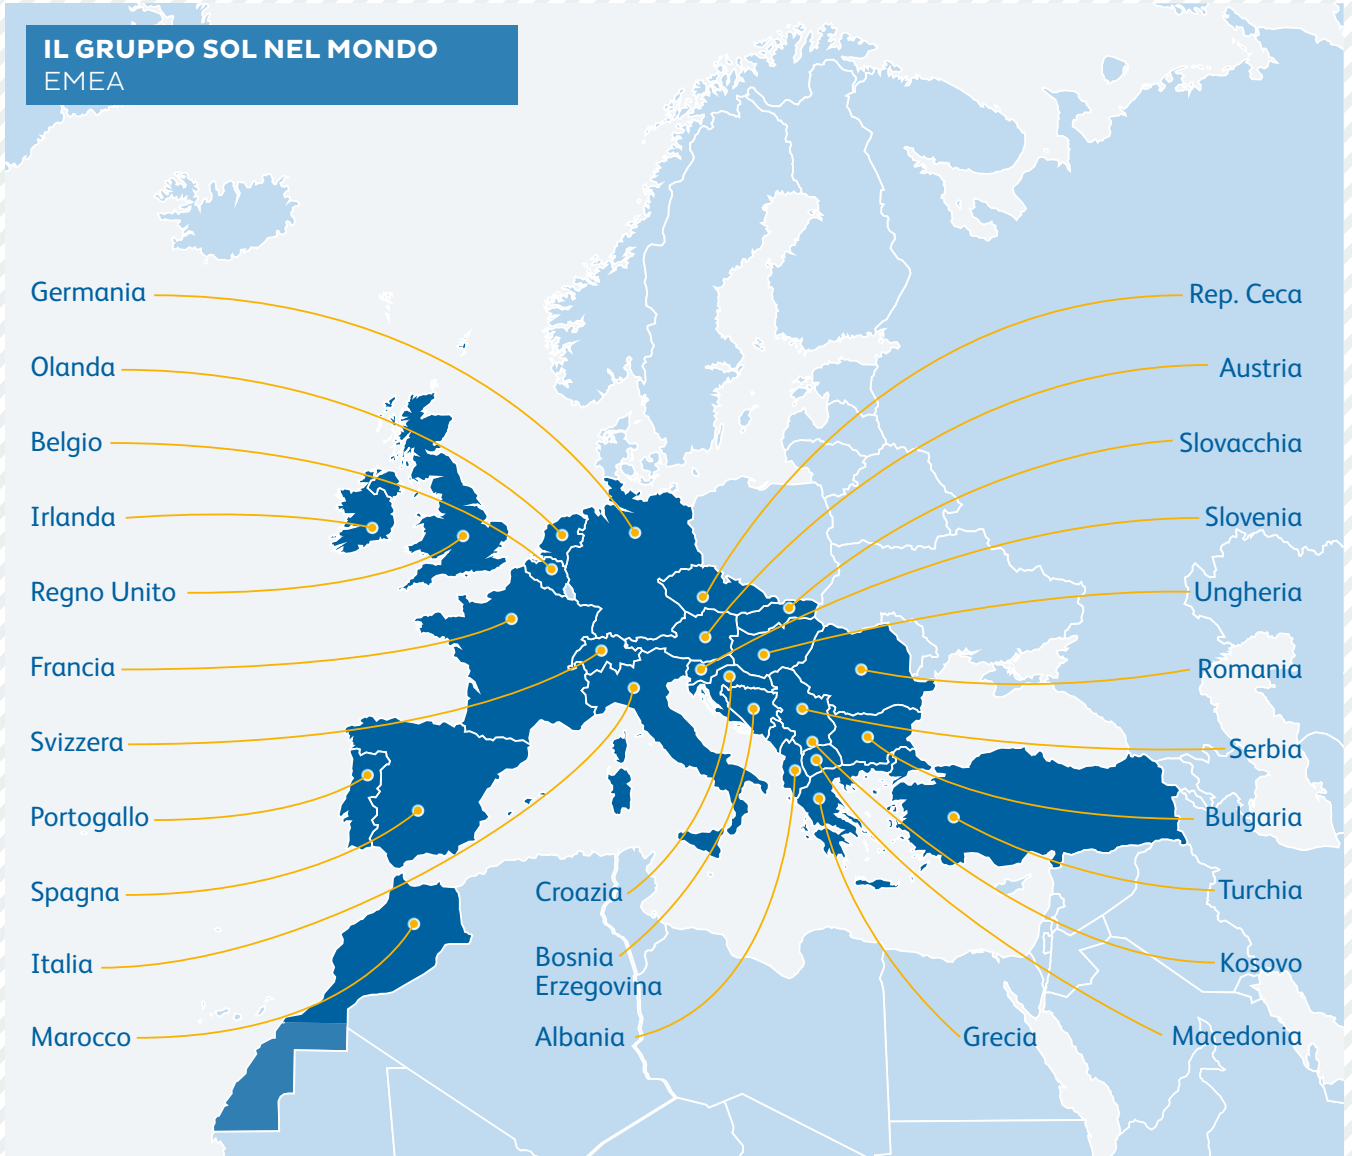 IL GRUPPO SOL NEL MONDO
EMEA
Germania
Olanda
Belgio
Irlanda
Regno Unito
Francia
Svizzera
Portogallo
Spagna
Italia
Marocco
Croazia
Bosnia
Erzegovina
Albania
Grecia
Rep. Ceca
Austria
Slovacchia
Slovenia
Ungheria
Romania
Serbia
Bulgaria
Turchia
Kosovo
Macedonia